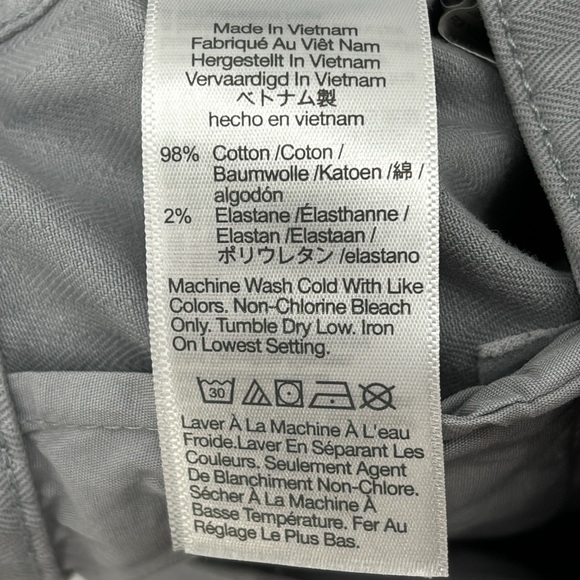 Made In Vietnam
Fabriqué Au Viêt Nam
Hergestellt In Vietnam
Vervaardigd In Vietnam
ベトナム製
hecho en vietnam
98% Cotton /Coton /
Baumwolle /Katoen /綿 /
algodón
2% Elastane /Élasthanne /
Elastan /Elastaan /
ポリウレタン /elastano
Machine Wash Cold With Like
Colors. Non-Chlorine Bleach
Only. Tumble Dry Low. Iron
On Lowest Setting.
30
Laver À La Machine À L'eau
Froide.Laver En Séparant Les
Couleurs. Seulement Agent
De Blanchiment Non-Chlore.
Sécher À La Machine À
Basse Température. Fer Au
Réglage Le Plus Bas.